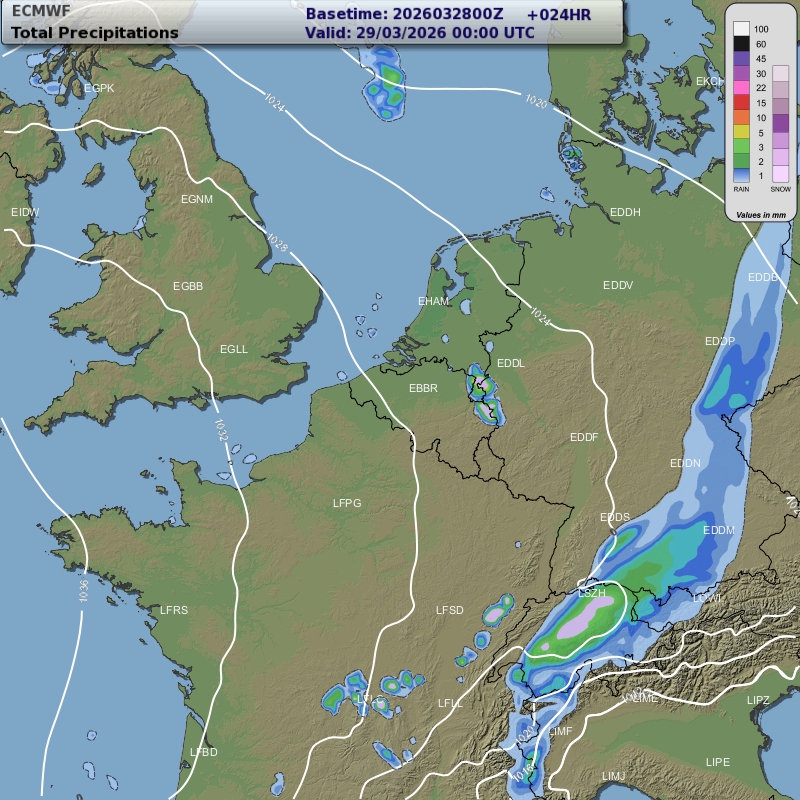 ECMWF
Basetime: 2026032800Z +024HR
Total Precipitations
Valid: 29/03/2026 00:00 UTC
100
60
45
30
22
15
10
5
3
2
1
RAIN
SNOW
Values in mm
EGPK
1024
1020
EKCH
EIDW
EGNM
EDDH
1028
EGBB
EHAM
EDDV
EDDB
1024
EGLL
EDDP
EDDL
EBBR
1032
EDDF
EDDN
LFPG
EDDS
EDDM
1036
LSZH
LFRS
LFSD
LFLL
LIML
LIPZ
LFBD
LIMF
1020
LIPE
1016
LIMJ